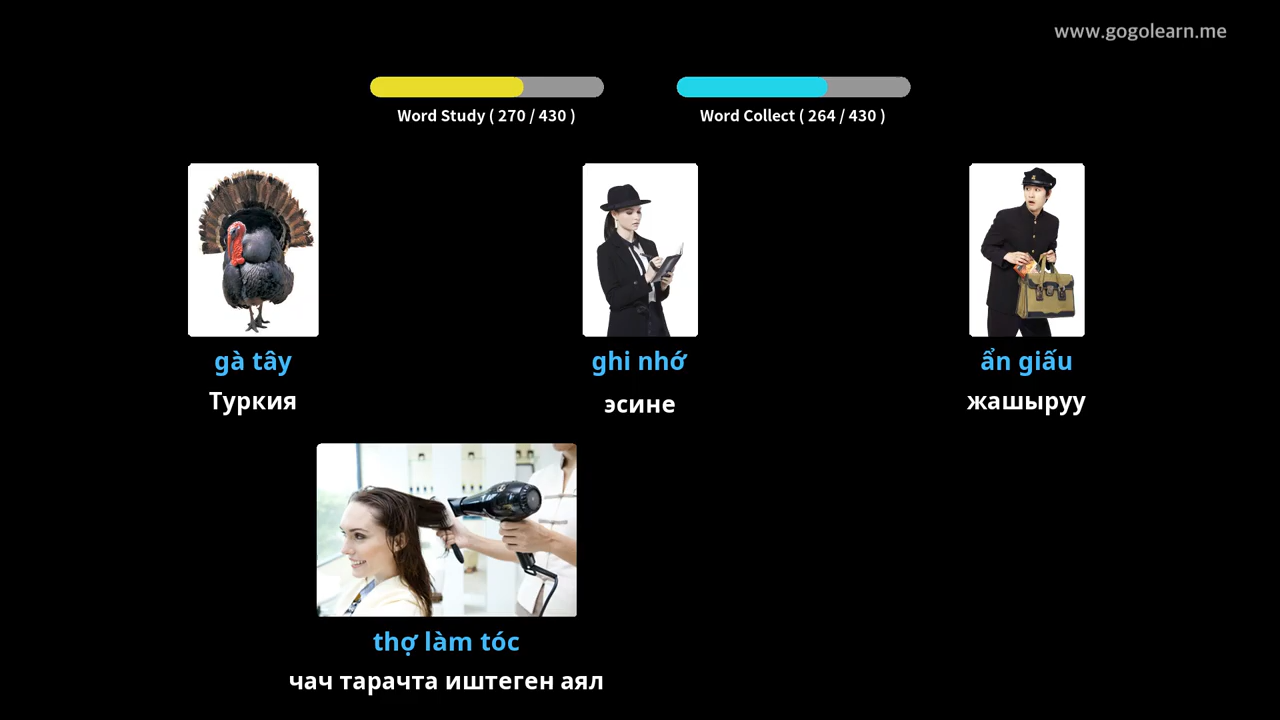 www.gogolearn.me
Word Study ( 270 / 430 )
Word Collect ( 264 / 430 )
gà tây
ghi nhớ
ẩn giấu
Туркия
эсине
жашыруу
thợ làm tóc
чач тарачта иштеген аял